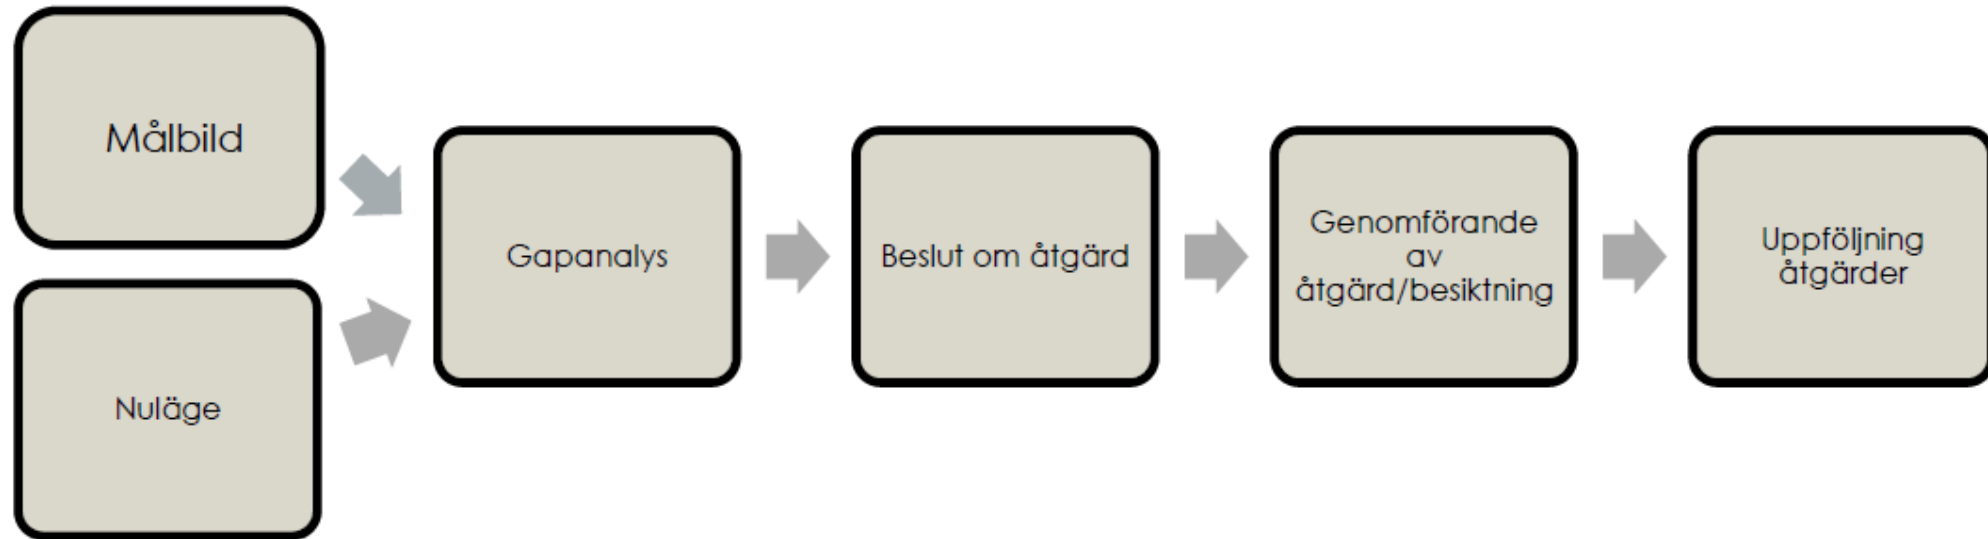 Målbild
Nuläge
Gapanalys
Beslut om åtgärd
Genomförande
av
åtgärd/besiktning
Uppföljning
åtgärder